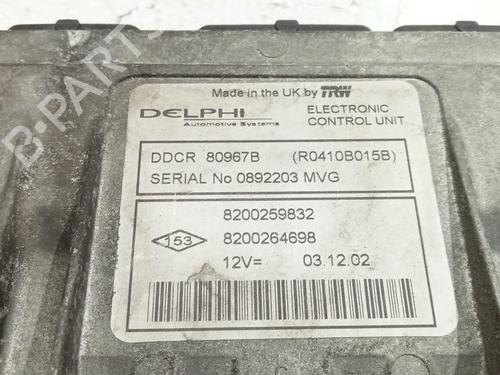 Made in the UK by TRW
DELPHI
Automotive Systems
ELECTRONIC
CONTROL UNIT
DDCR 80967B (R0410B015B)
SERIAL No 0892203 MVG
8200259832
153 8200264698
12V= 03.12.02
B-PARTS